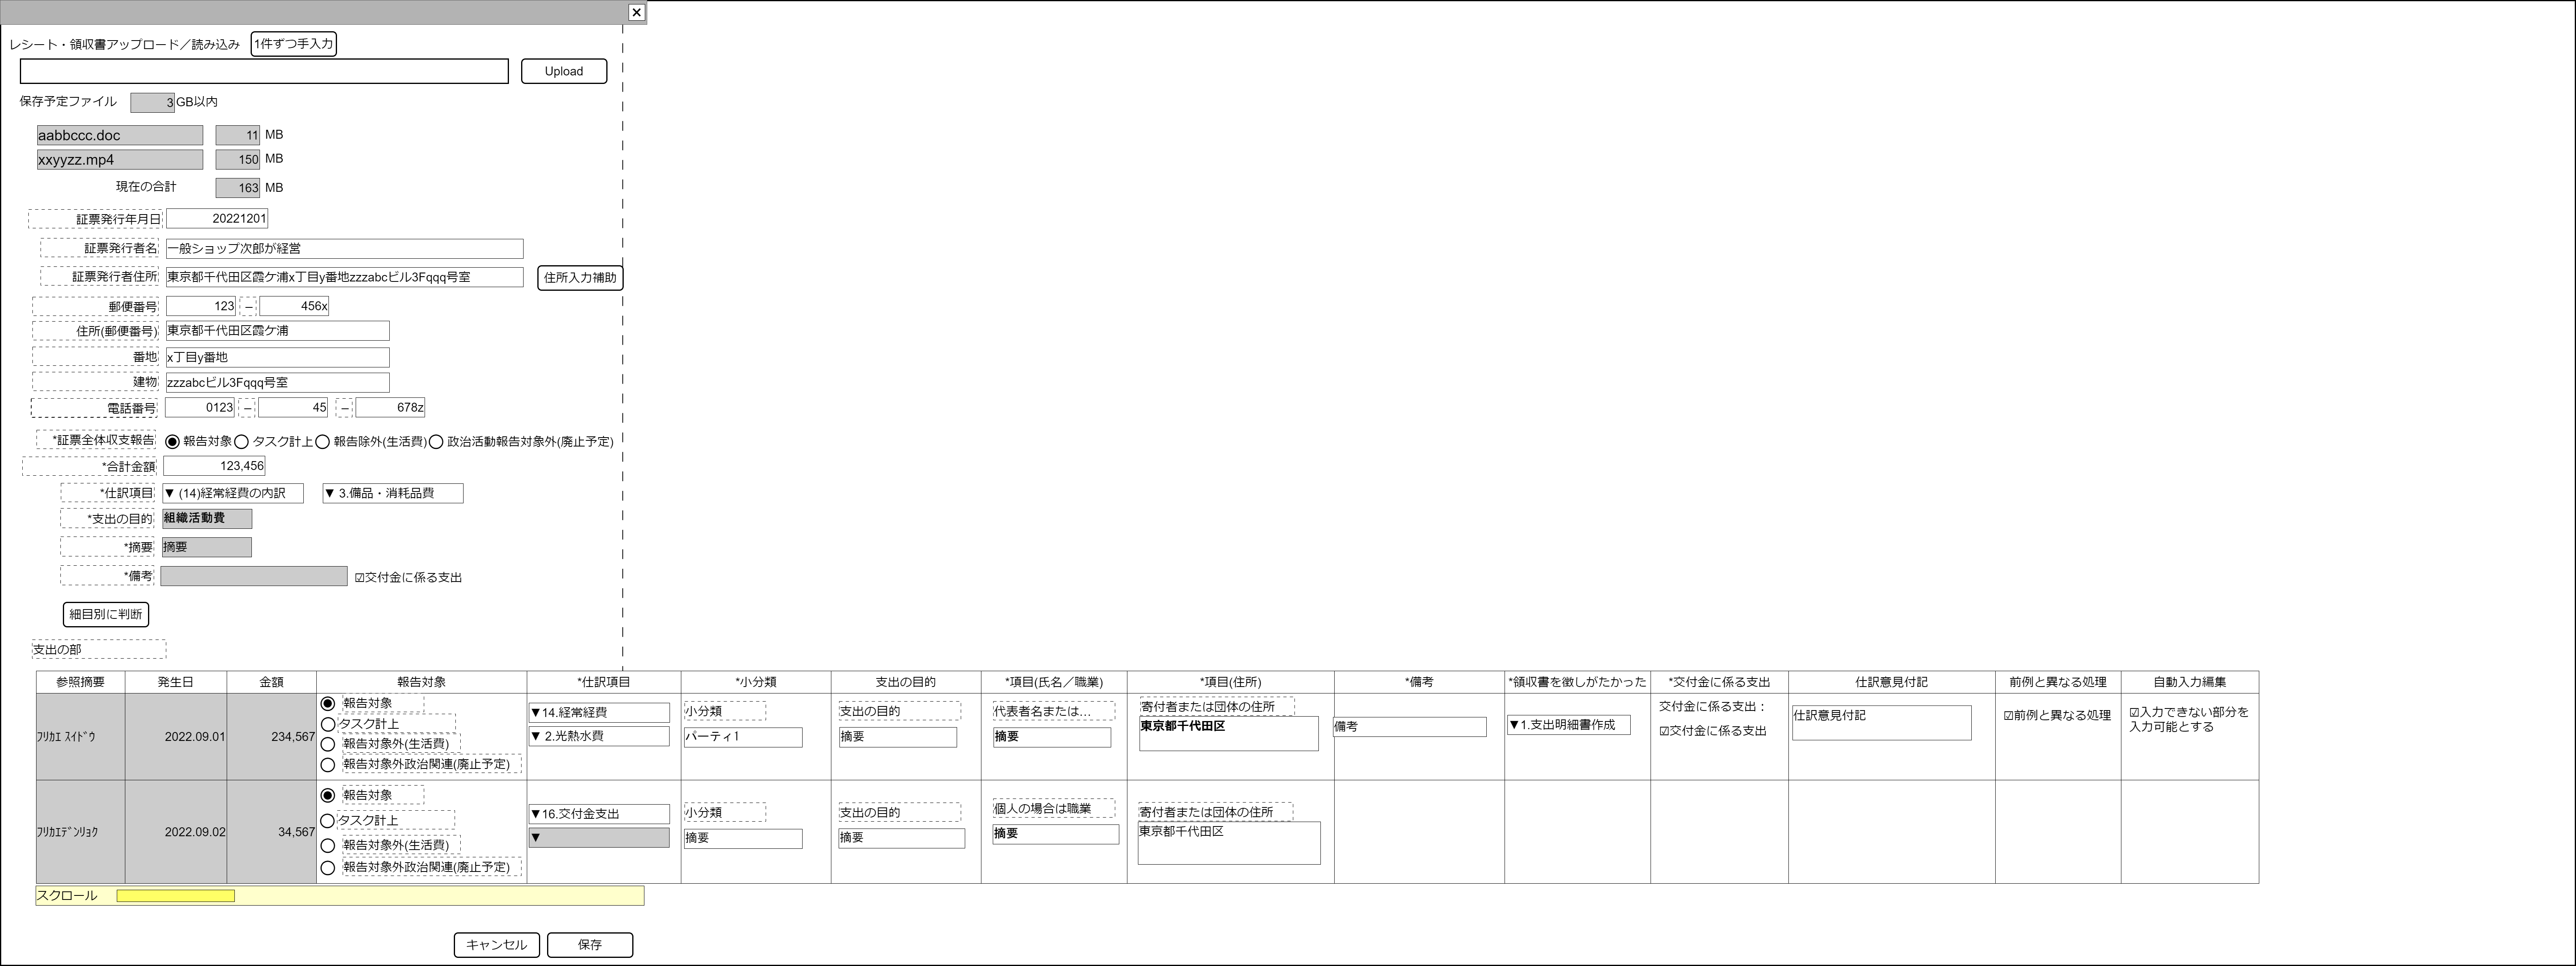 レシート・領収書アップロード／読み込み 1件ずつ手入力
Upload
保存予定ファイル 3 GB以内
aabbccc.doc 11 MB
xxyyzz.mp4 150 MB
現在の合計 163 MB
証票発行年月日 20221201
証票発行者名 一般ショップ次郎が経営
証票発行者住所 東京都千代田区霞ケ浦x丁目y番地zzzabcビル3Fqqq号室 住所入力補助
郵便番号 123 – 456x
住所(郵便番号) 東京都千代田区霞ケ浦
番地 x丁目y番地
建物 zzzabcビル3Fqqq号室
電話番号 0123 – 45 – 678z
*証票全体収支報告 報告対象 タスク計上 報告除外(生活費) 政治活動報告対象外(廃止予定)
*合計金額 123,456
*仕訳項目 ▼ (14)経常経費の内訳 ▼ 3.備品・消耗品費
*支出の目的 組織活動費
*摘要 摘要
*備考 ☑交付金に係る支出
細目別に判断
支出の部
参照摘要 発生日 金額 報告対象 *仕訳項目 *小分類 支出の目的 *項目(氏名／職業) *項目(住所) *備考 *領収書を徴しがたかった *交付金に係る支出 仕訳意見付記 前例と異なる処理 自動入力編集
ﾌﾘｶｴ ｽｲﾄﾞｳ 2022.09.01 234,567
報告対象
タスク計上
報告対象外(生活費)
報告対象外政治関連(廃止予定)
▼14.経常経費
▼ 2.光熱水費
小分類
パーティ1
支出の目的
摘要
代表者名または…
摘要
寄付者または団体の住所
東京都千代田区
備考
▼1.支出明細書作成
交付金に係る支出：
☑交付金に係る支出
仕訳意見付記
☑前例と異なる処理
☑入力できない部分を
入力可能とする
ﾌﾘｶｴﾃﾞﾝﾘｮｸ 2022.09.02 34,567
報告対象
タスク計上
報告対象外(生活費)
報告対象外政治関連(廃止予定)
▼16.交付金支出
▼
小分類
摘要
支出の目的
摘要
個人の場合は職業
摘要
寄付者または団体の住所
東京都千代田区
スクロール
キャンセル 保存